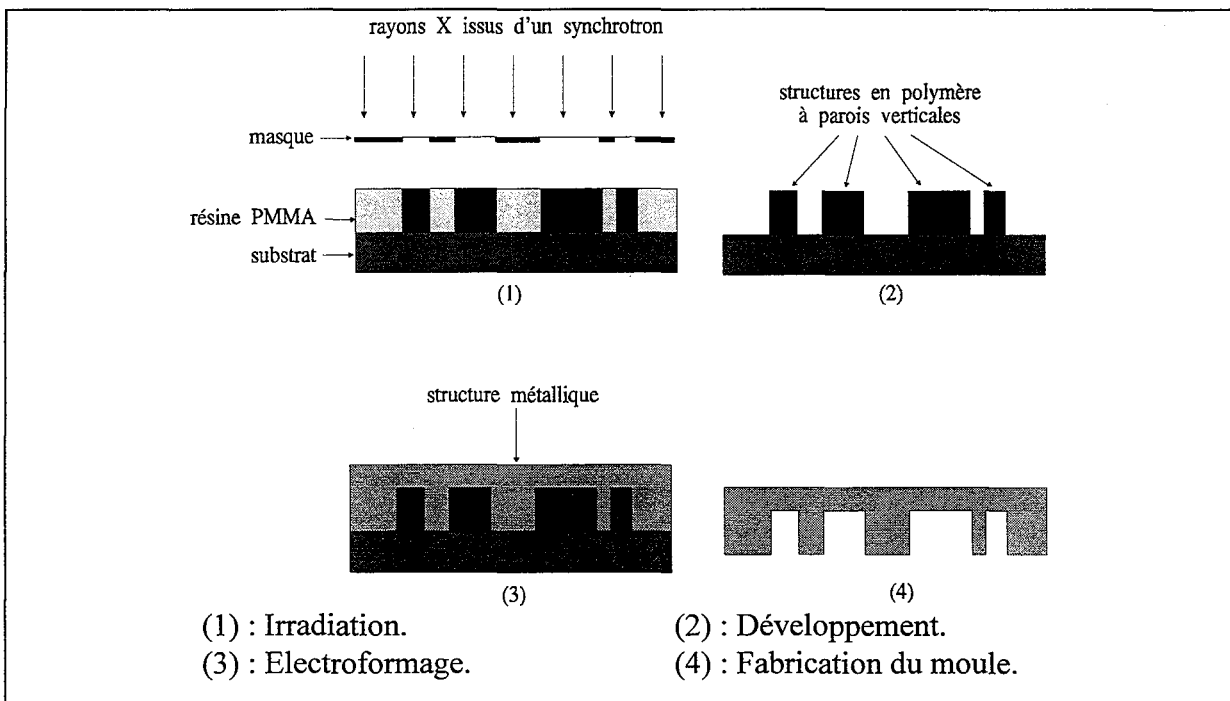 rayons X issus d'un synchrotron
masque
résine PMMA
substrat
(1)
structures en polymère
à parois verticales
(2)
structure métallique
(3)
(4)
(1) : Irradiation.
(2) : Développement.
(3) : Electroformage.
(4) : Fabrication du moule.